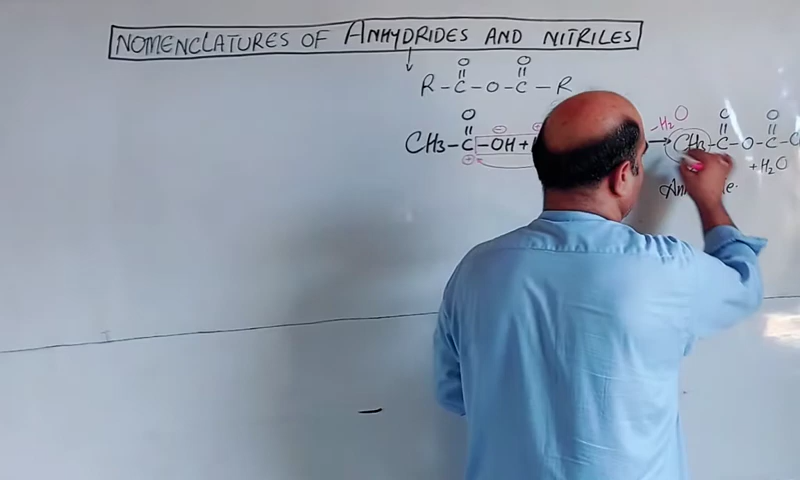 NOMENCLATURES OF ANHYDRIDES AND NITRILES
O O
R-C-O-C-R
O -H2O O O
CH3-C-OH+ → CH3-C-O-C-
+H2O